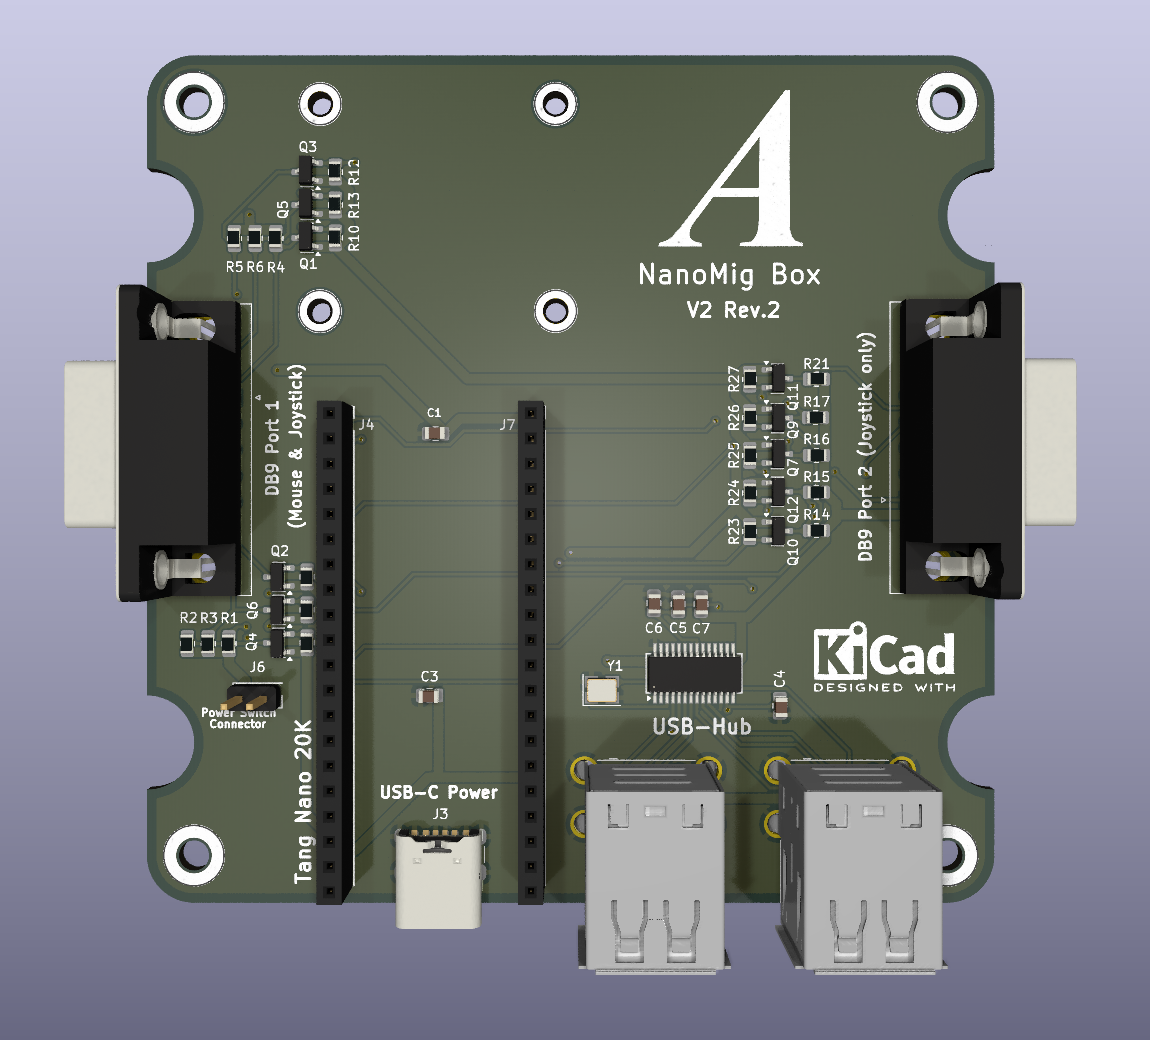 Q3
R12
Q5
R13
R10
R5 R6 R4
Q1
A
NanoMig Box
V2 Rev.2
DB9 Port 1
(Mouse & Joystick)
J4
C1
J7
R27
R21
Q11
R26
R17
Q9
R25
R16
Q7
R24
R15
Q12
R23
R14
Q10
DB9 Port 2 (Joystick only)
Q2
Q6
R2 R3 R1
Q4
J6
Power Switch
Connector
C6 C5 C7
Y1
C4
USB-Hub
KiCad
DESIGNED WITH
C3
Tang Nano 20K
USB-C Power
J3